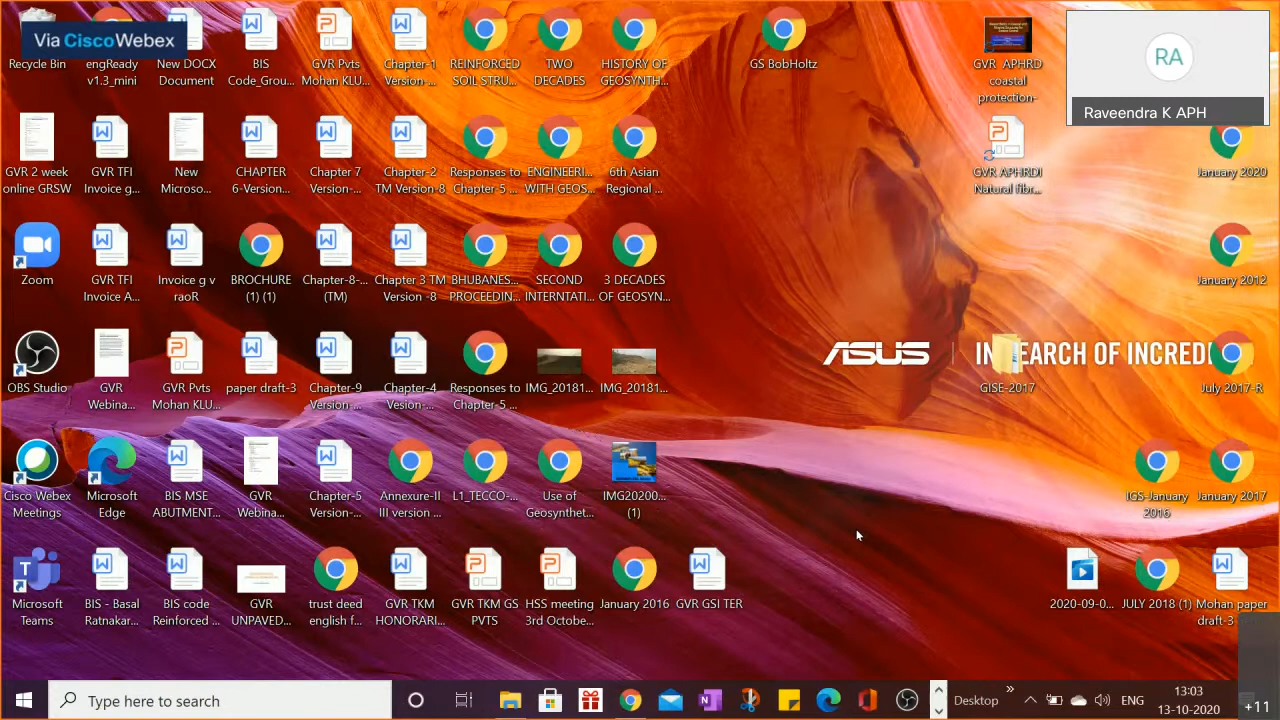 Via CiscoWebex
Recycle Bin
engReady
v1.3_mini
New DOCX
Document
BIS
Code_Grou...
GVR Pvts
Mohan KLU...
Chapter-1
Version-...
REINFORCED
SOIL STRU...
TWO
DECADES
HISTORY OF
GEOSYNTH...
GS BobHoltz
GVR APHRD
coastal
protection-
RA
Raveendra K APH
GVR 2 week
online GRSW
GVR TFI
Invoice g...
New
Microso...
CHAPTER
6-Version...
Chapter 7
Version-...
Chapter-2
TM Version-8
Responses to
Chapter 5 ...
ENGINEERI...
WITH GEOS...
6th Asian
Regional ...
GVR APHRDI
Natural fibr...
January 2020
Zoom
GVR TFI
Invoice A...
Invoice g v
raoR
BROCHURE
(1) (1)
Chapter-8-...
(TM)
Chapter 3 TM
Version -8
BHUBANES...
PROCEEDIN...
SECOND
INTERNTATI...
3 DECADES
OF GEOSYN...
January 2012
OBS Studio
GVR
Webina...
GVR Pvts
Mohan KLU...
paper draft-3
Chapter-9
Version-...
Chapter-4
Vesion-...
Responses to
Chapter-5 ...
IMG_20181...
IMG_20181...
ASUS
IN SEARCH OF INCREDI
GISE-2017
July 2017-R
Cisco Webex
Meetings
Microsoft
Edge
BIS MSE
ABUTMENT...
GVR
Webina...
Chapter-5
Version-...
Annexure-II
III version ...
L1_TECCO-...
Use of
Geosynthet...
IMG20200...
(1)
IGS-January
2016
January 2017
Microsoft
Teams
BIS - Basal
Ratnakar...
BIS code
Reinforced ...
GVR
UNPAVED...
trust deed
english f...
GVR TKM
HONORARI...
GVR TKM GS
PVTS
HSS meeting
3rd Octobe...
January 2016
GVR GSI TER
2020-09-0...
JULY 2018 (1)
Mohan paper
draft-3
Type here to search
Desktop
ENG
13:03
13-10-2020
+11